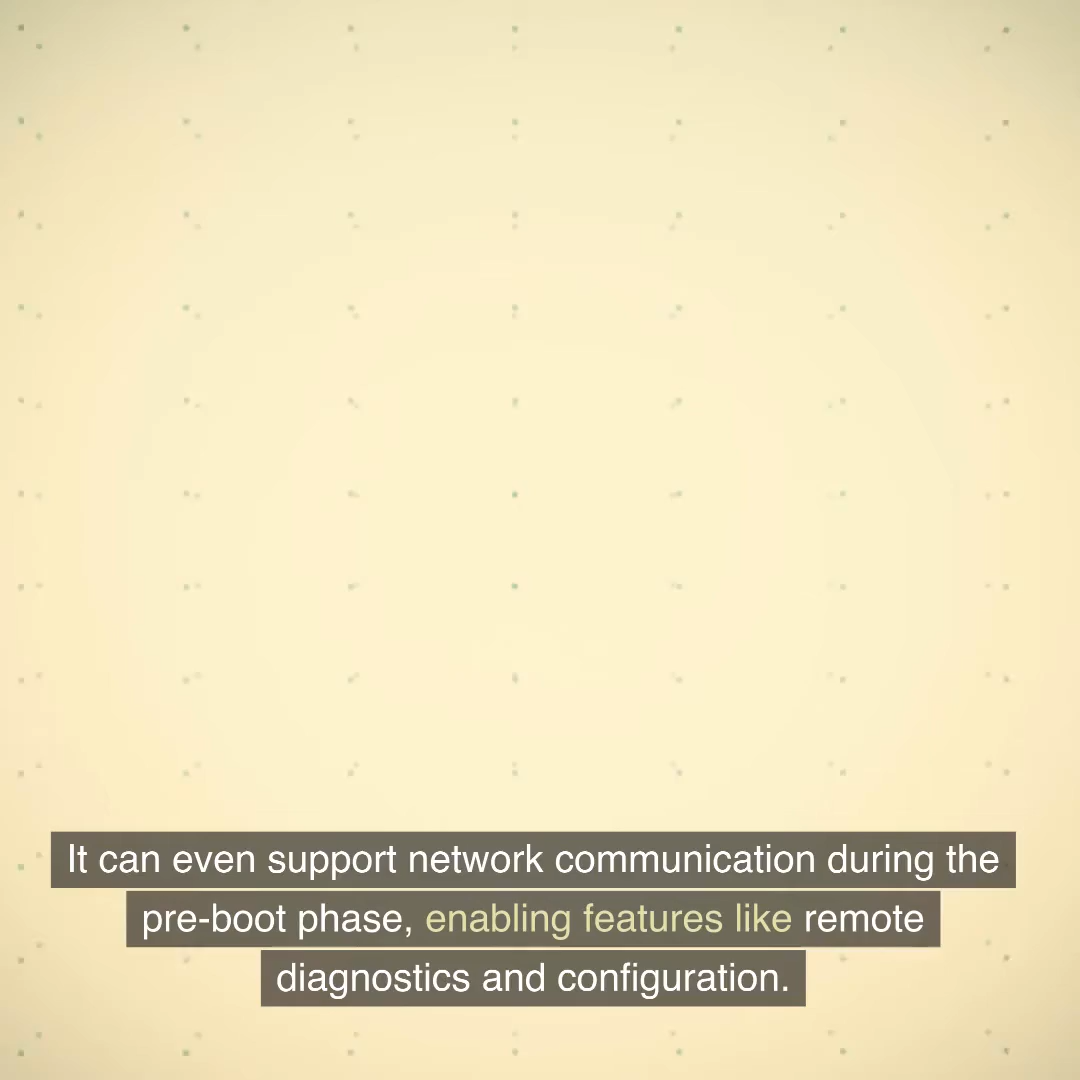 It can even support network communication during the
pre-boot phase, enabling features like remote
diagnostics and configuration.